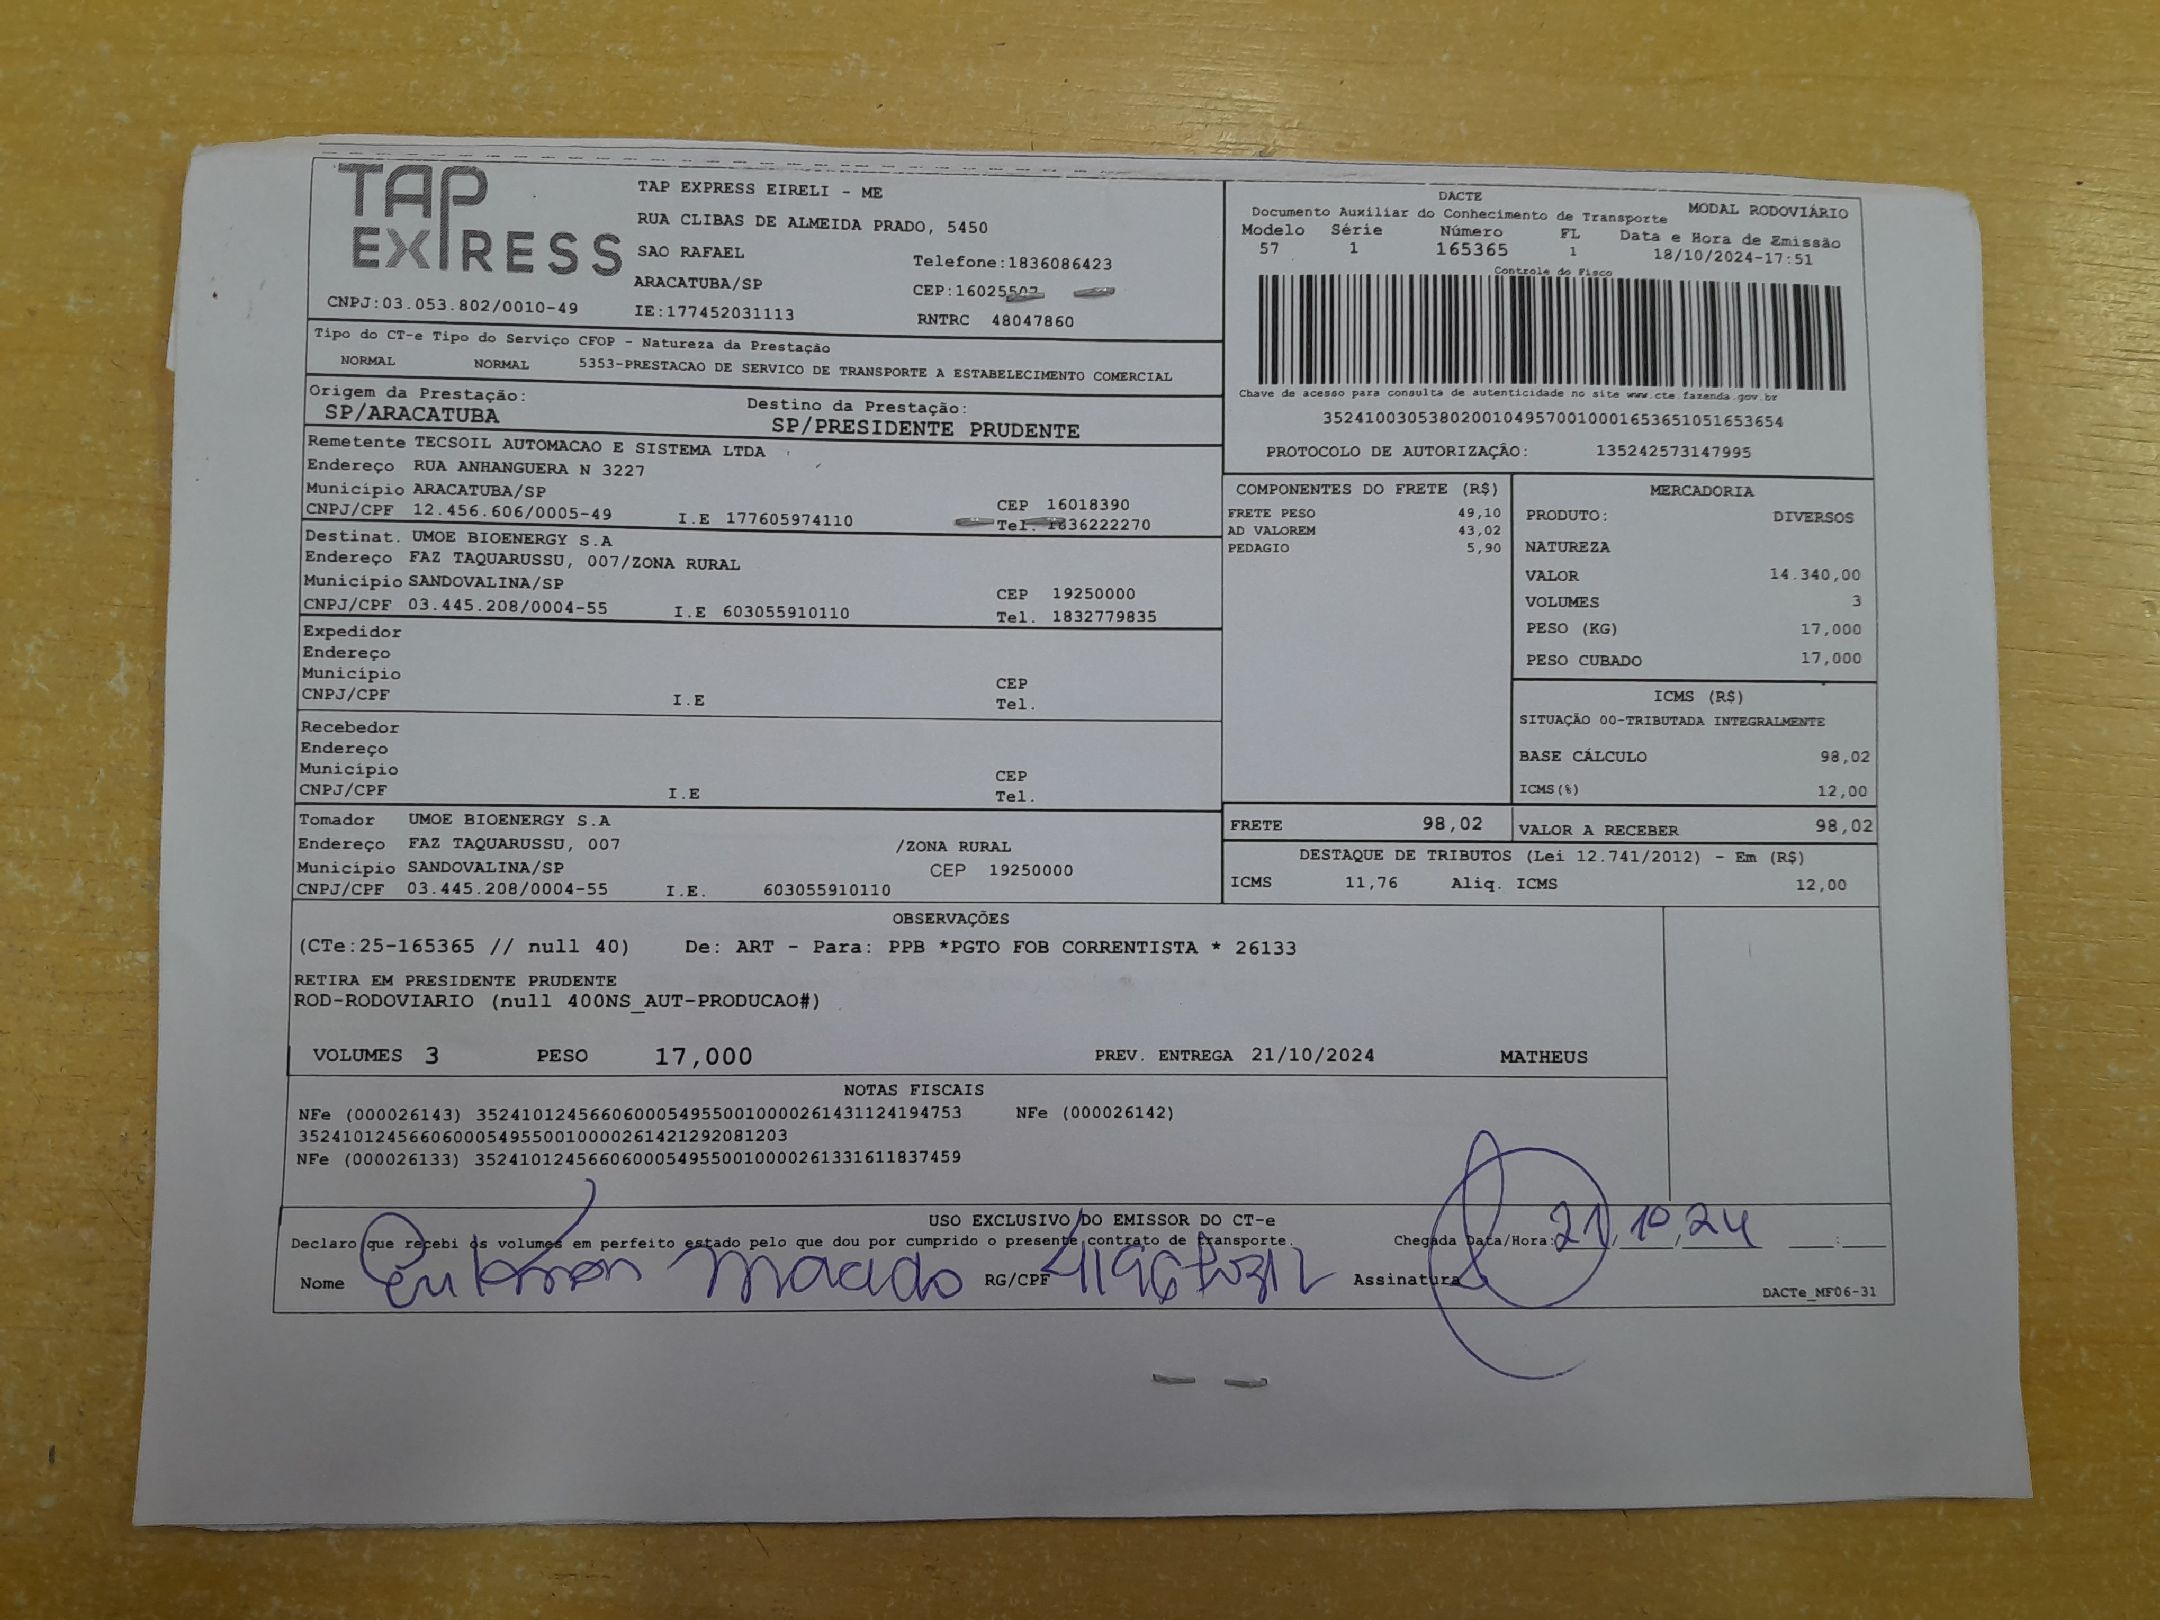 TAP EXPRESS
TAP EXPRESS EIRELI - ME
RUA CLIBAS DE ALMEIDA PRADO, 5450
SAO RAFAEL
Telefone:1836086423
ARACATUBA/SP
CEP:16025502
CNPJ:03.053.802/0010-49
IE:177452031113
RNTRC 48047860
DACTE
MODAL RODOVIÁRIO
Documento Auxiliar do Conhecimento de Transporte
Modelo Série Número FL Data e Hora de Emissão
57 1 165365 1 18/10/2024-17:51
Controle do Fisco
Chave de acesso para consulta de autenticidade no site www.cte.fazenda.gov.br
35241003053802001049570010001653651051653654
PROTOCOLO DE AUTORIZAÇÂO: 135242573147995
Tipo do CT-e Tipo do Serviço CFOP - Natureza da Prestação
NORMAL NORMAL 5353-PRESTACAO DE SERVICO DE TRANSPORTE A ESTABELECIMENTO COMERCIAL
Origem da Prestação: Destino da Prestação:
SP/ARACATUBA SP/PRESIDENTE PRUDENTE
Remetente TECSOIL AUTOMACAO E SISTEMA LTDA
Endereço RUA ANHANGUERA N 3227
Município ARACATUBA/SP CEP 16018390
CNPJ/CPF 12.456.606/0005-49 I.E 177605974110 Tel. 1836222270
Destinat. UMOE BIOENERGY S.A
Endereço FAZ TAQUARUSSU, 007/ZONA RURAL
Município SANDOVALINA/SP CEP 19250000
CNPJ/CPF 03.445.208/0004-55 I.E 603055910110 Tel. 1832779835
Expedidor
Endereço
Município CEP
CNPJ/CPF I.E Tel.
Recebedor
Endereço
Município CEP
CNPJ/CPF I.E Tel.
Tomador UMOE BIOENERGY S.A
Endereço FAZ TAQUARUSSU, 007 /ZONA RURAL
Município SANDOVALINA/SP CEP 19250000
CNPJ/CPF 03.445.208/0004-55 I.E. 603055910110
COMPONENTES DO FRETE (R$)
FRETE PESO 49,10
AD VALOREM 43,02
PEDAGIO 5,90
MERCADORIA
PRODUTO: DIVERSOS
NATUREZA
VALOR 14.340,00
VOLUMES 3
PESO (KG) 17,000
PESO CUBADO 17,000
ICMS (R$)
SITUAÇÃO 00-TRIBUTADA INTEGRALMENTE
BASE CÁLCULO 98,02
ICMS(%) 12,00
FRETE 98,02 VALOR A RECEBER 98,02
DESTAQUE DE TRIBUTOS (Lei 12.741/2012) - Em (R$)
ICMS 11,76 Aliq. ICMS 12,00
OBSERVAÇÕES
(CTe:25-165365 // null 40) De: ART - Para: PPB *PGTO FOB CORRENTISTA * 26133
RETIRA EM PRESIDENTE PRUDENTE
ROD-RODOVIARIO (null 400NS_AUT-PRODUCAO#)
VOLUMES 3 PESO 17,000 PREV. ENTREGA 21/10/2024 MATHEUS
NOTAS FISCAIS
NFe (000026143) 35241012456606000549550010000261431124194753 NFe (000026142)
35241012456606000549550010000261421292081203
NFe (000026133) 35241012456606000549550010000261331611837459
USO EXCLUSIVO DO EMISSOR DO CT-e
Declaro que recebi os volumes em perfeito estado pelo que dou por cumprido o presente contrato de transporte. Chegada Data/Hora: 21/10/24 __:__
Nome Macedo RG/CPF Assinatura
DACTe_MF06-31